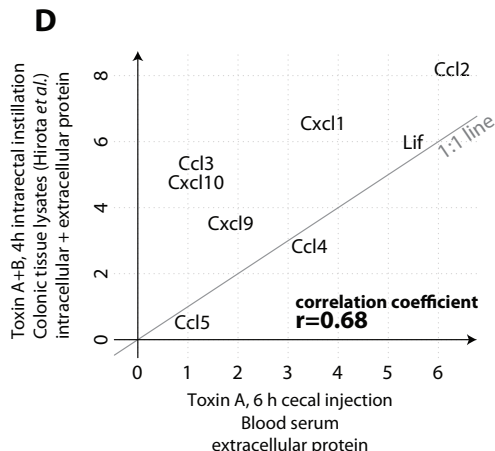 D
Toxin A+B, 4h intrarectal instillation
Colonic tissue lysates (Hirota et al.)
intracellular + extracellular protein
8
6
4
2
0
Ccl2
Cxcl1
Lif
1:1 line
Ccl3
Cxcl10
Cxcl9
Ccl4
Ccl5
correlation coefficient
r=0.68
0 1 2 3 4 5 6
Toxin A, 6 h cecal injection
Blood serum
extracellular protein